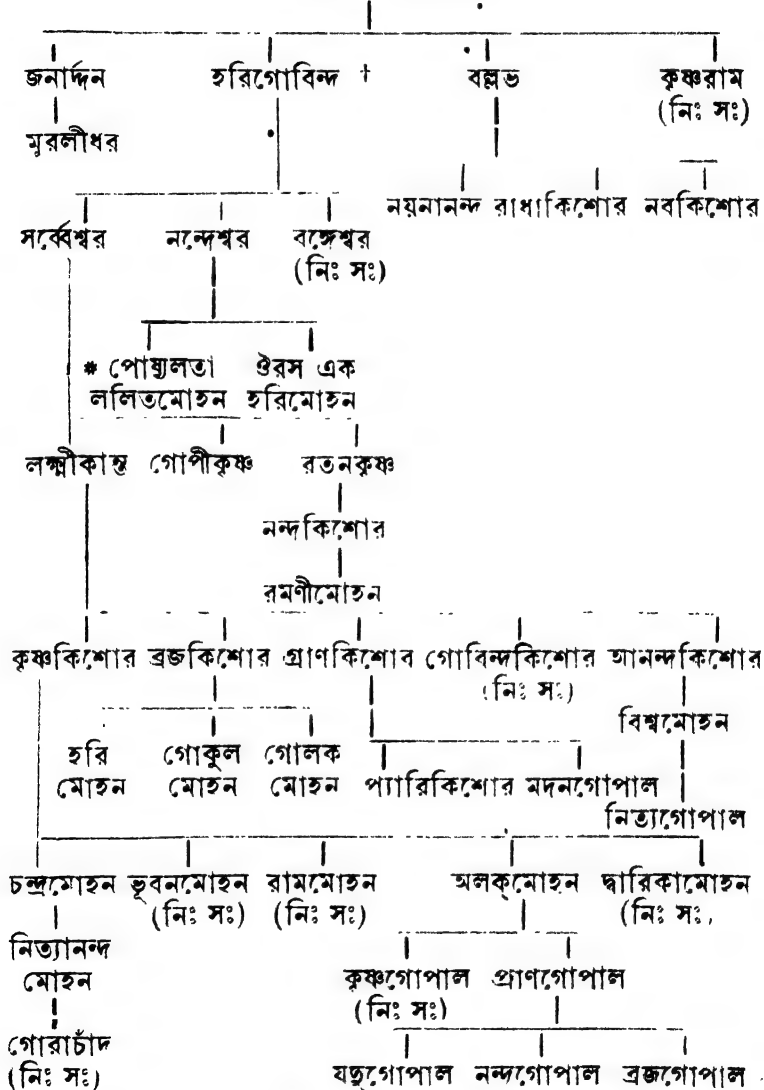 জনার্দ্দন হরিগোবিন্দ † বল্লভ কৃষ্ণরাম
(নিঃ সঃ)
মুরলীধর
নয়নানন্দ রাধাকিশোর নবকিশোর
সর্ব্বেশ্বর নন্দেশ্বর বঙ্গেশ্বর
(নিঃ সঃ)
* পোষ্যলতা ঔরস এক
ললিতমোহন হরিমোহন
লক্ষ্মীকান্ত গোপীকৃষ্ণ রতনকৃষ্ণ
নন্দকিশোর
রমণীমোহন
কৃষ্ণকিশোর ব্রজকিশোর প্রাণকিশোব গোবিন্দকিশোর আনন্দকিশোর
(নিঃ সঃ)
বিশ্বমোহন
হরি গোকুল গোলক
মোহন মোহন মোহন প্যারিকিশোর মদনগোপাল
নিত্যগোপাল
চন্দ্রমোহন ভূবনমোহন রামমোহন অলক্‌মোহন দ্বারিকামোহন
(নিঃ সঃ) (নিঃ সঃ) (নিঃ সঃ,
নিত্যানন্দ
মোহন কৃষ্ণগোপাল প্রাণগোপাল
(নিঃ সঃ)
গোরাচাঁদ
(নিঃ সঃ) যদুগোপাল নন্দগোপাল ব্রজগোপাল